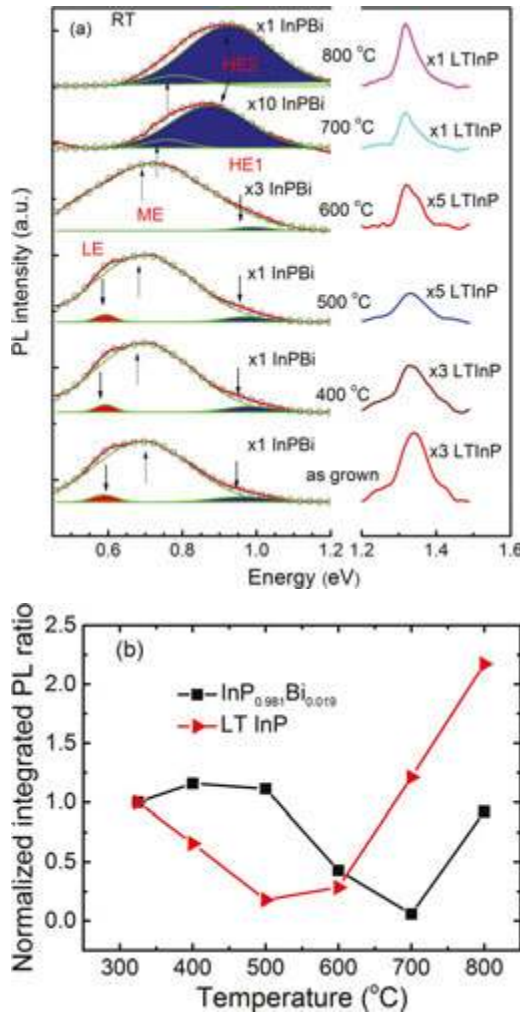 (a) RT
x1 InPBi
800 °C
x1 LTInP
HE2
x10 InPBi
700 °C
x1 LTInP
HE1
x3 InPBi
600 °C
x5 LTInP
ME
LE
x1 InPBi
500 °C
x5 LTInP
x1 InPBi
400 °C
x3 LTInP
x1 InPBi
as grown
x3 LTInP
PL intensity (a.u.)
0.6 0.8 1.0 1.2 1.2 1.4 1.6
Energy (eV)
(b)
InP0.981Bi0.019
LT InP
Normalized integrated PL ratio
2.5
2.0
1.5
1.0
0.5
0.0
300 400 500 600 700 800
Temperature (°C)